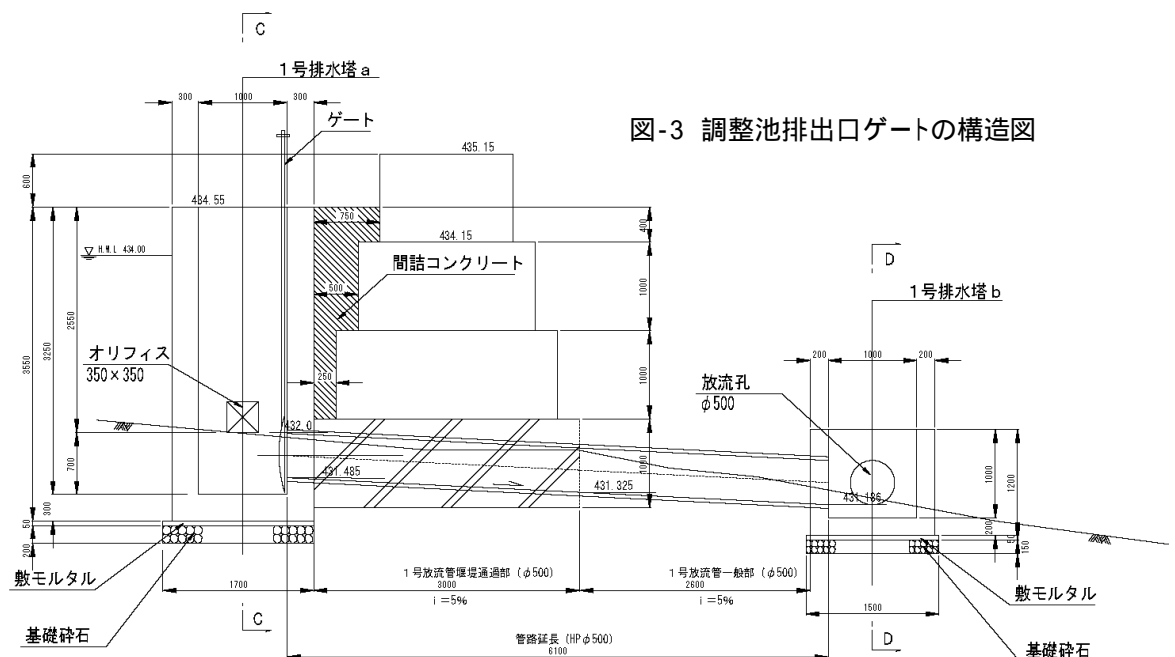 C
1号排水塔a
300
1000
300
ゲート
図-3 調整池排出口ゲートの構造図
435.15
600
434.55
750
400
H.W.L 434.00
434.15
D
間詰コンクリート
500
1000
1号排水塔b
2550
3250
3550
オリフィス
350×350
200
1000
200
250
1000
放流孔
φ500
432.0
700
431.485
1000
431.325
431.186
1000
1200
300
50
200
200
50
150
敷モルタル
1号放流管堰堤通過部（φ500）
1号放流管一般部（φ500）
1700
3000
2600
敷モルタル
i=5%
i=5%
1500
基礎砕石
C
管路延長（HPφ500）
D
基礎砕石
6100